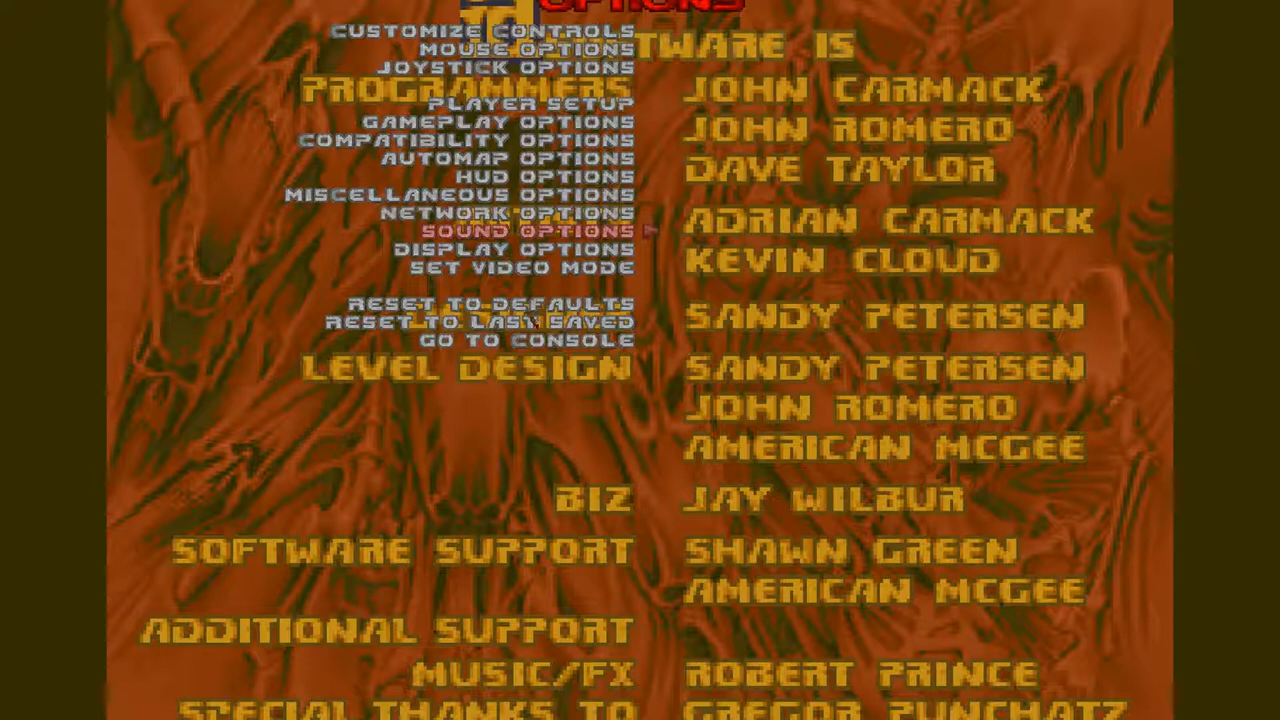 OPTIONS
id SOFTWARE IS
CUSTOMIZE CONTROLS
MOUSE OPTIONS
JOYSTICK OPTIONS
PLAYER SETUP
GAMEPLAY OPTIONS
COMPATIBILITY OPTIONS
AUTOMAP OPTIONS
HUD OPTIONS
MISCELLANEOUS OPTIONS
NETWORK OPTIONS
SOUND OPTIONS
DISPLAY OPTIONS
SET VIDEO MODE
RESET TO DEFAULTS
RESET TO LAST SAVED
GO TO CONSOLE
PROGRAMMERS JOHN CARMACK
JOHN ROMERO
DAVE TAYLOR
ADRIAN CARMACK
KEVIN CLOUD
SANDY PETERSEN
LEVEL DESIGN SANDY PETERSEN
JOHN ROMERO
AMERICAN MCGEE
BIZ JAY WILBUR
SOFTWARE SUPPORT SHAWN GREEN
AMERICAN MCGEE
ADDITIONAL SUPPORT
MUSIC/FX ROBERT PRINCE
SPECIAL THANKS TO GREGOR PUNCHATZ